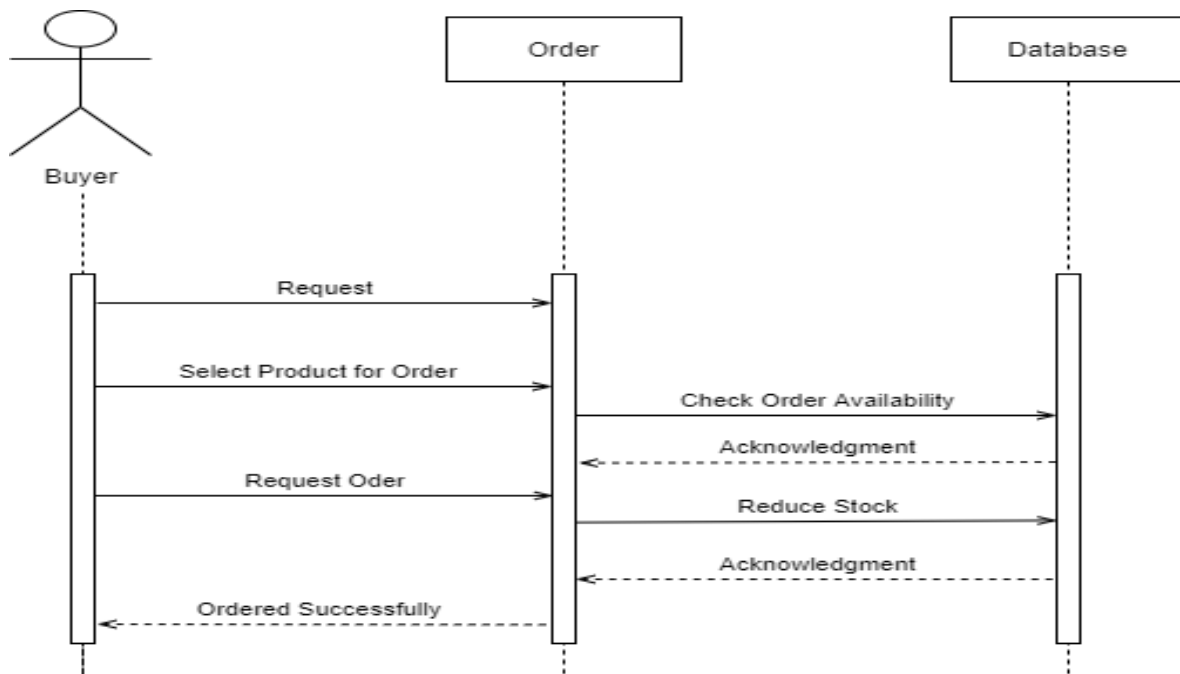 Order
Database
Buyer
Request
Select Product for Order
Check Order Availability
Acknowledgment
Request Oder
Reduce Stock
Acknowledgment
Ordered Successfully